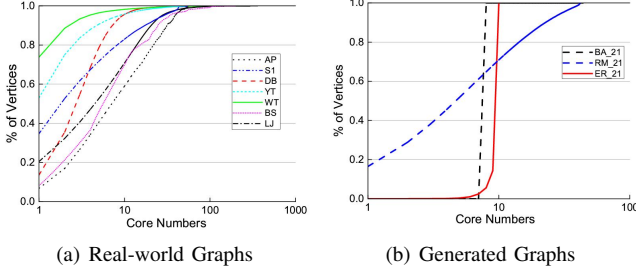 1.0
0.8
0.6
0.4
0.2
0.0
% of Vertices
1
10
100
1000
Core Numbers
AP
S1
DB
YT
WT
BS
LJ
(a) Real-world Graphs
1.0
0.8
0.6
0.4
0.2
0.0
% of Vertices
1
10
100
Core Numbers
BA_21
RM_21
ER_21
(b) Generated Graphs